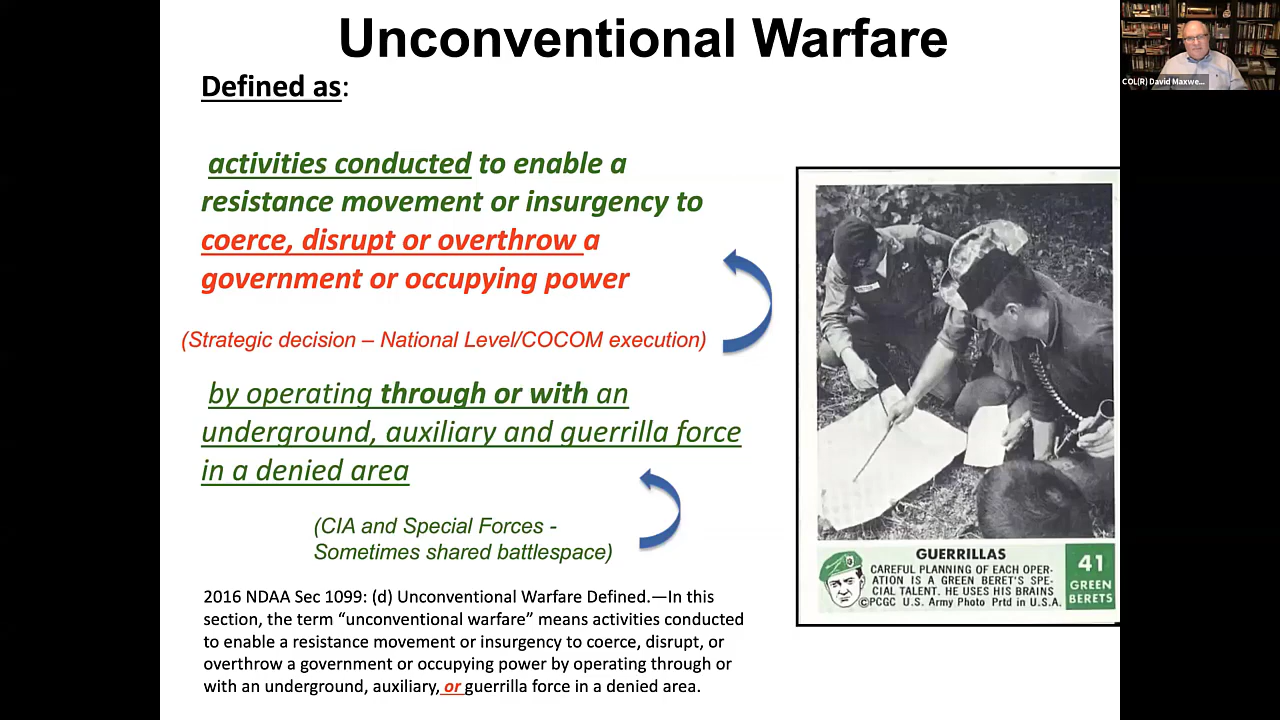 Unconventional Warfare
COL(R) David Maxwe...
Defined as:
activities conducted to enable a
resistance movement or insurgency to
coerce, disrupt or overthrow a
government or occupying power
(Strategic decision – National Level/COCOM execution)
by operating through or with an
underground, auxiliary and guerrilla force
in a denied area
(CIA and Special Forces -
Sometimes shared battlespace)
2016 NDAA Sec 1099: (d) Unconventional Warfare Defined.—In this
section, the term “unconventional warfare” means activities conducted
to enable a resistance movement or insurgency to coerce, disrupt, or
overthrow a government or occupying power by operating through or
with an underground, auxiliary, or guerrilla force in a denied area.
GUERRILLAS
CAREFUL PLANNING OF EACH OPER-
ATION IS A GREEN BERET'S SPE-
CIAL TALENT. HE USES HIS BRAINS
©PCGC U.S. Army Photo Prtd in U.S.A.
41
GREEN
BERETS